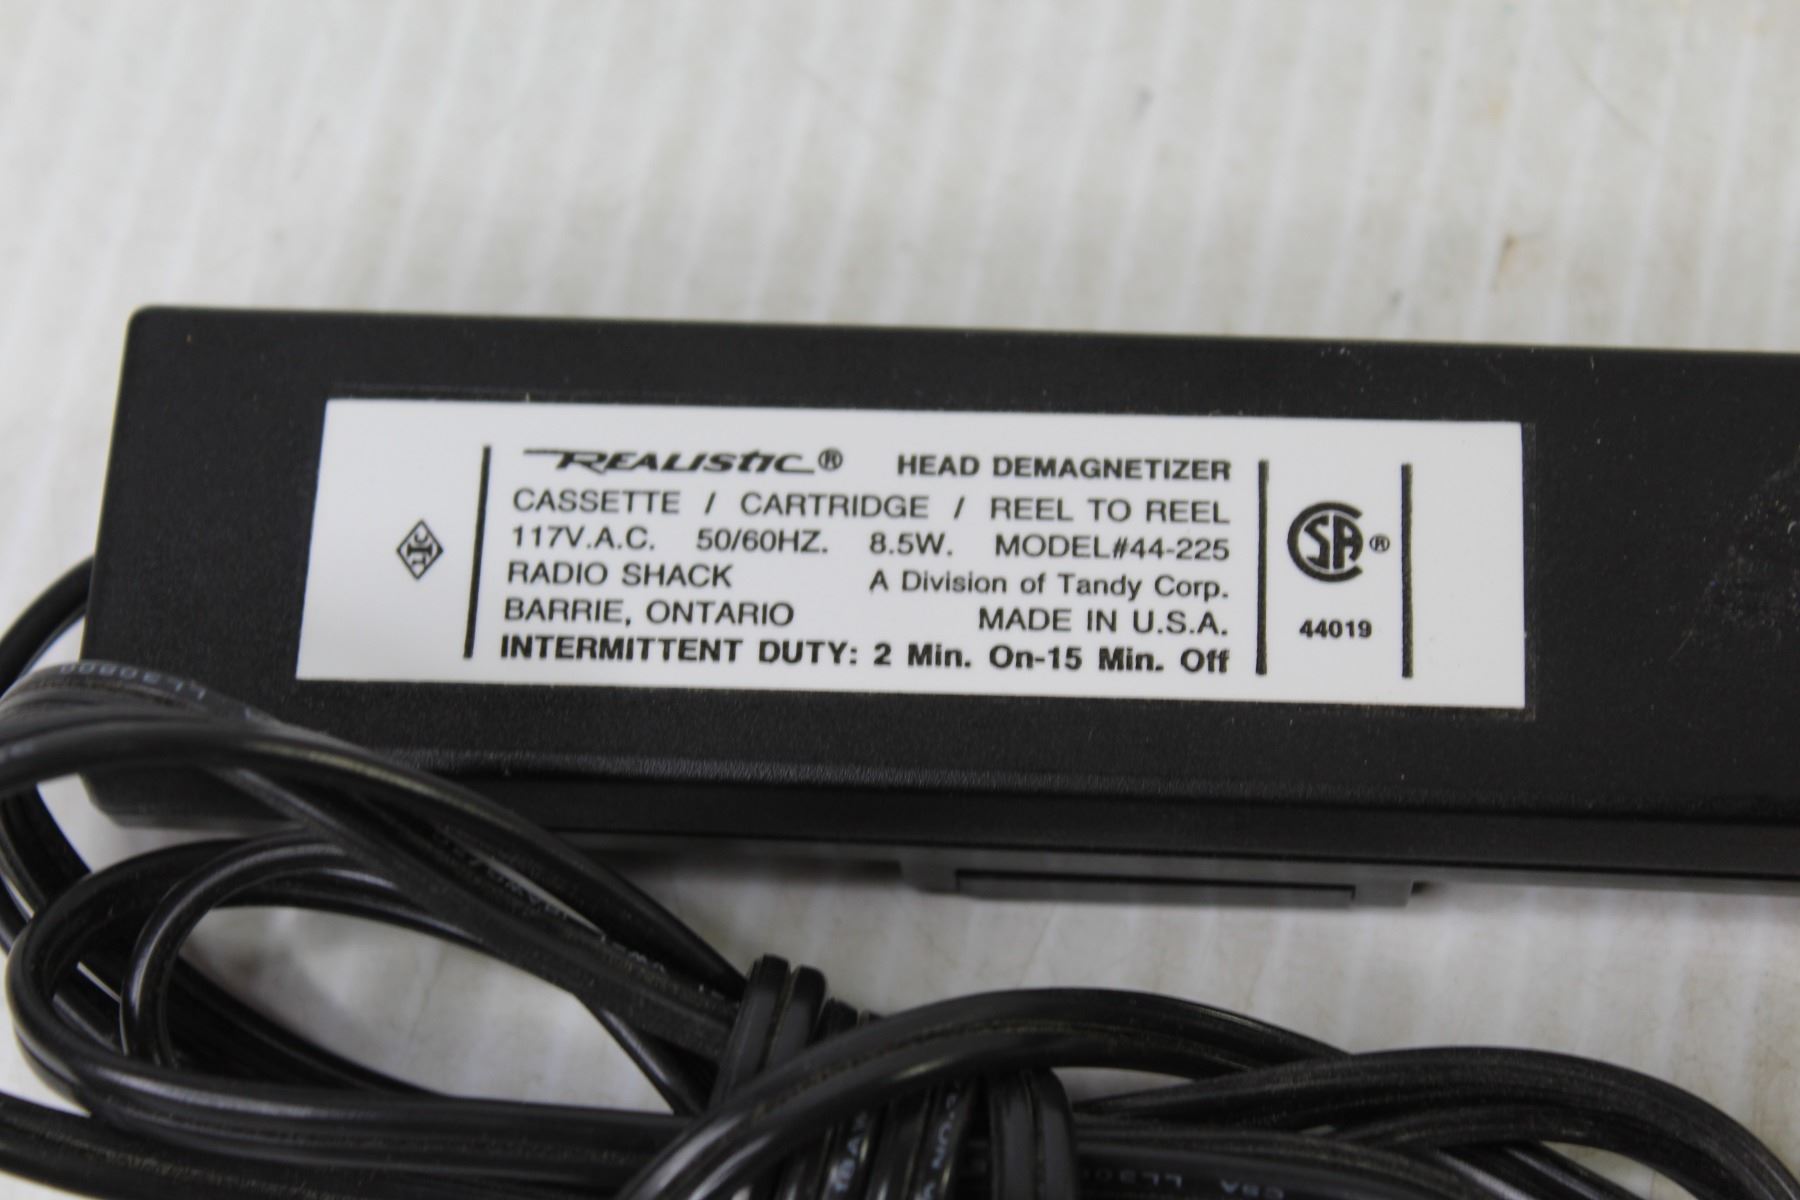 REALISTIC® HEAD DEMAGNETIZER
CASSETTE / CARTRIDGE / REEL TO REEL
117V.A.C. 50/60HZ. 8.5W. MODEL#44-225
RADIO SHACK A Division of Tandy Corp.
BARRIE, ONTARIO MADE IN U.S.A.
INTERMITTENT DUTY: 2 Min. On-15 Min. Off
SA®
44019
LL30800